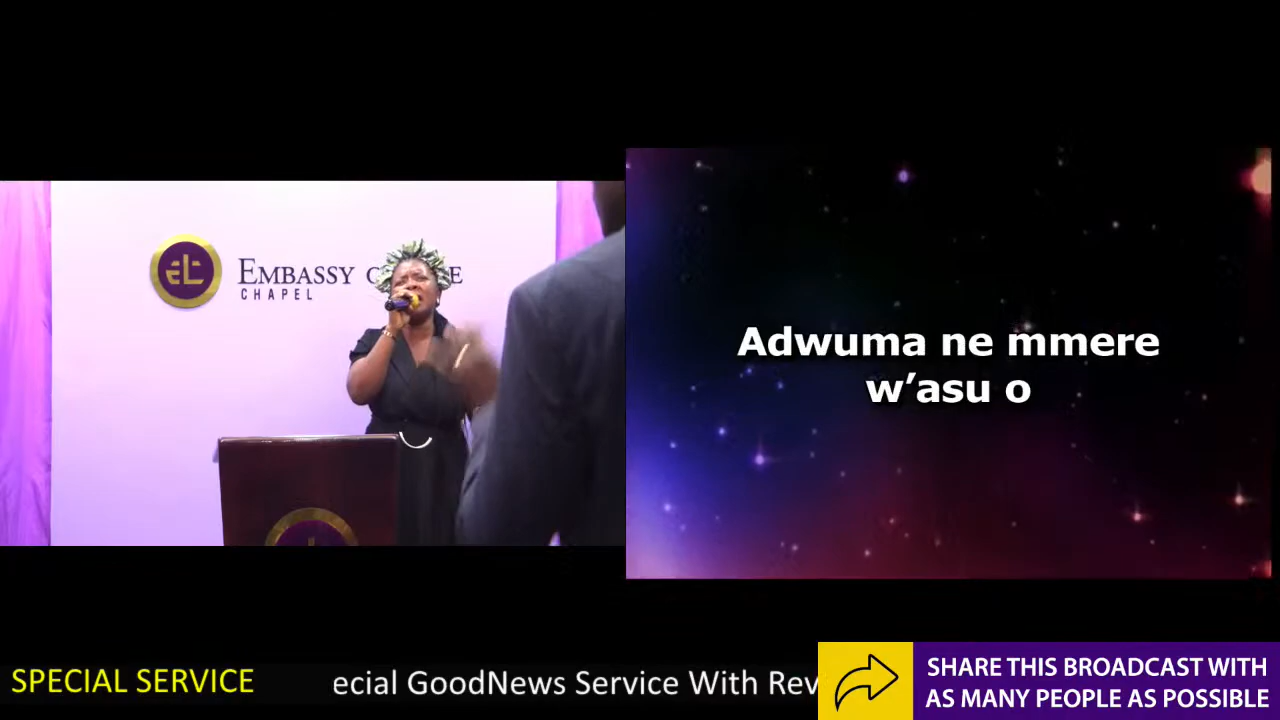 EMBASSY
CHAPEL
Adwuma ne mmere
w'asu o
SPECIAL SERVICE
ecial GoodNews Service With Rev
SHARE THIS BROADCAST WITH
AS MANY PEOPLE AS POSSIBLE